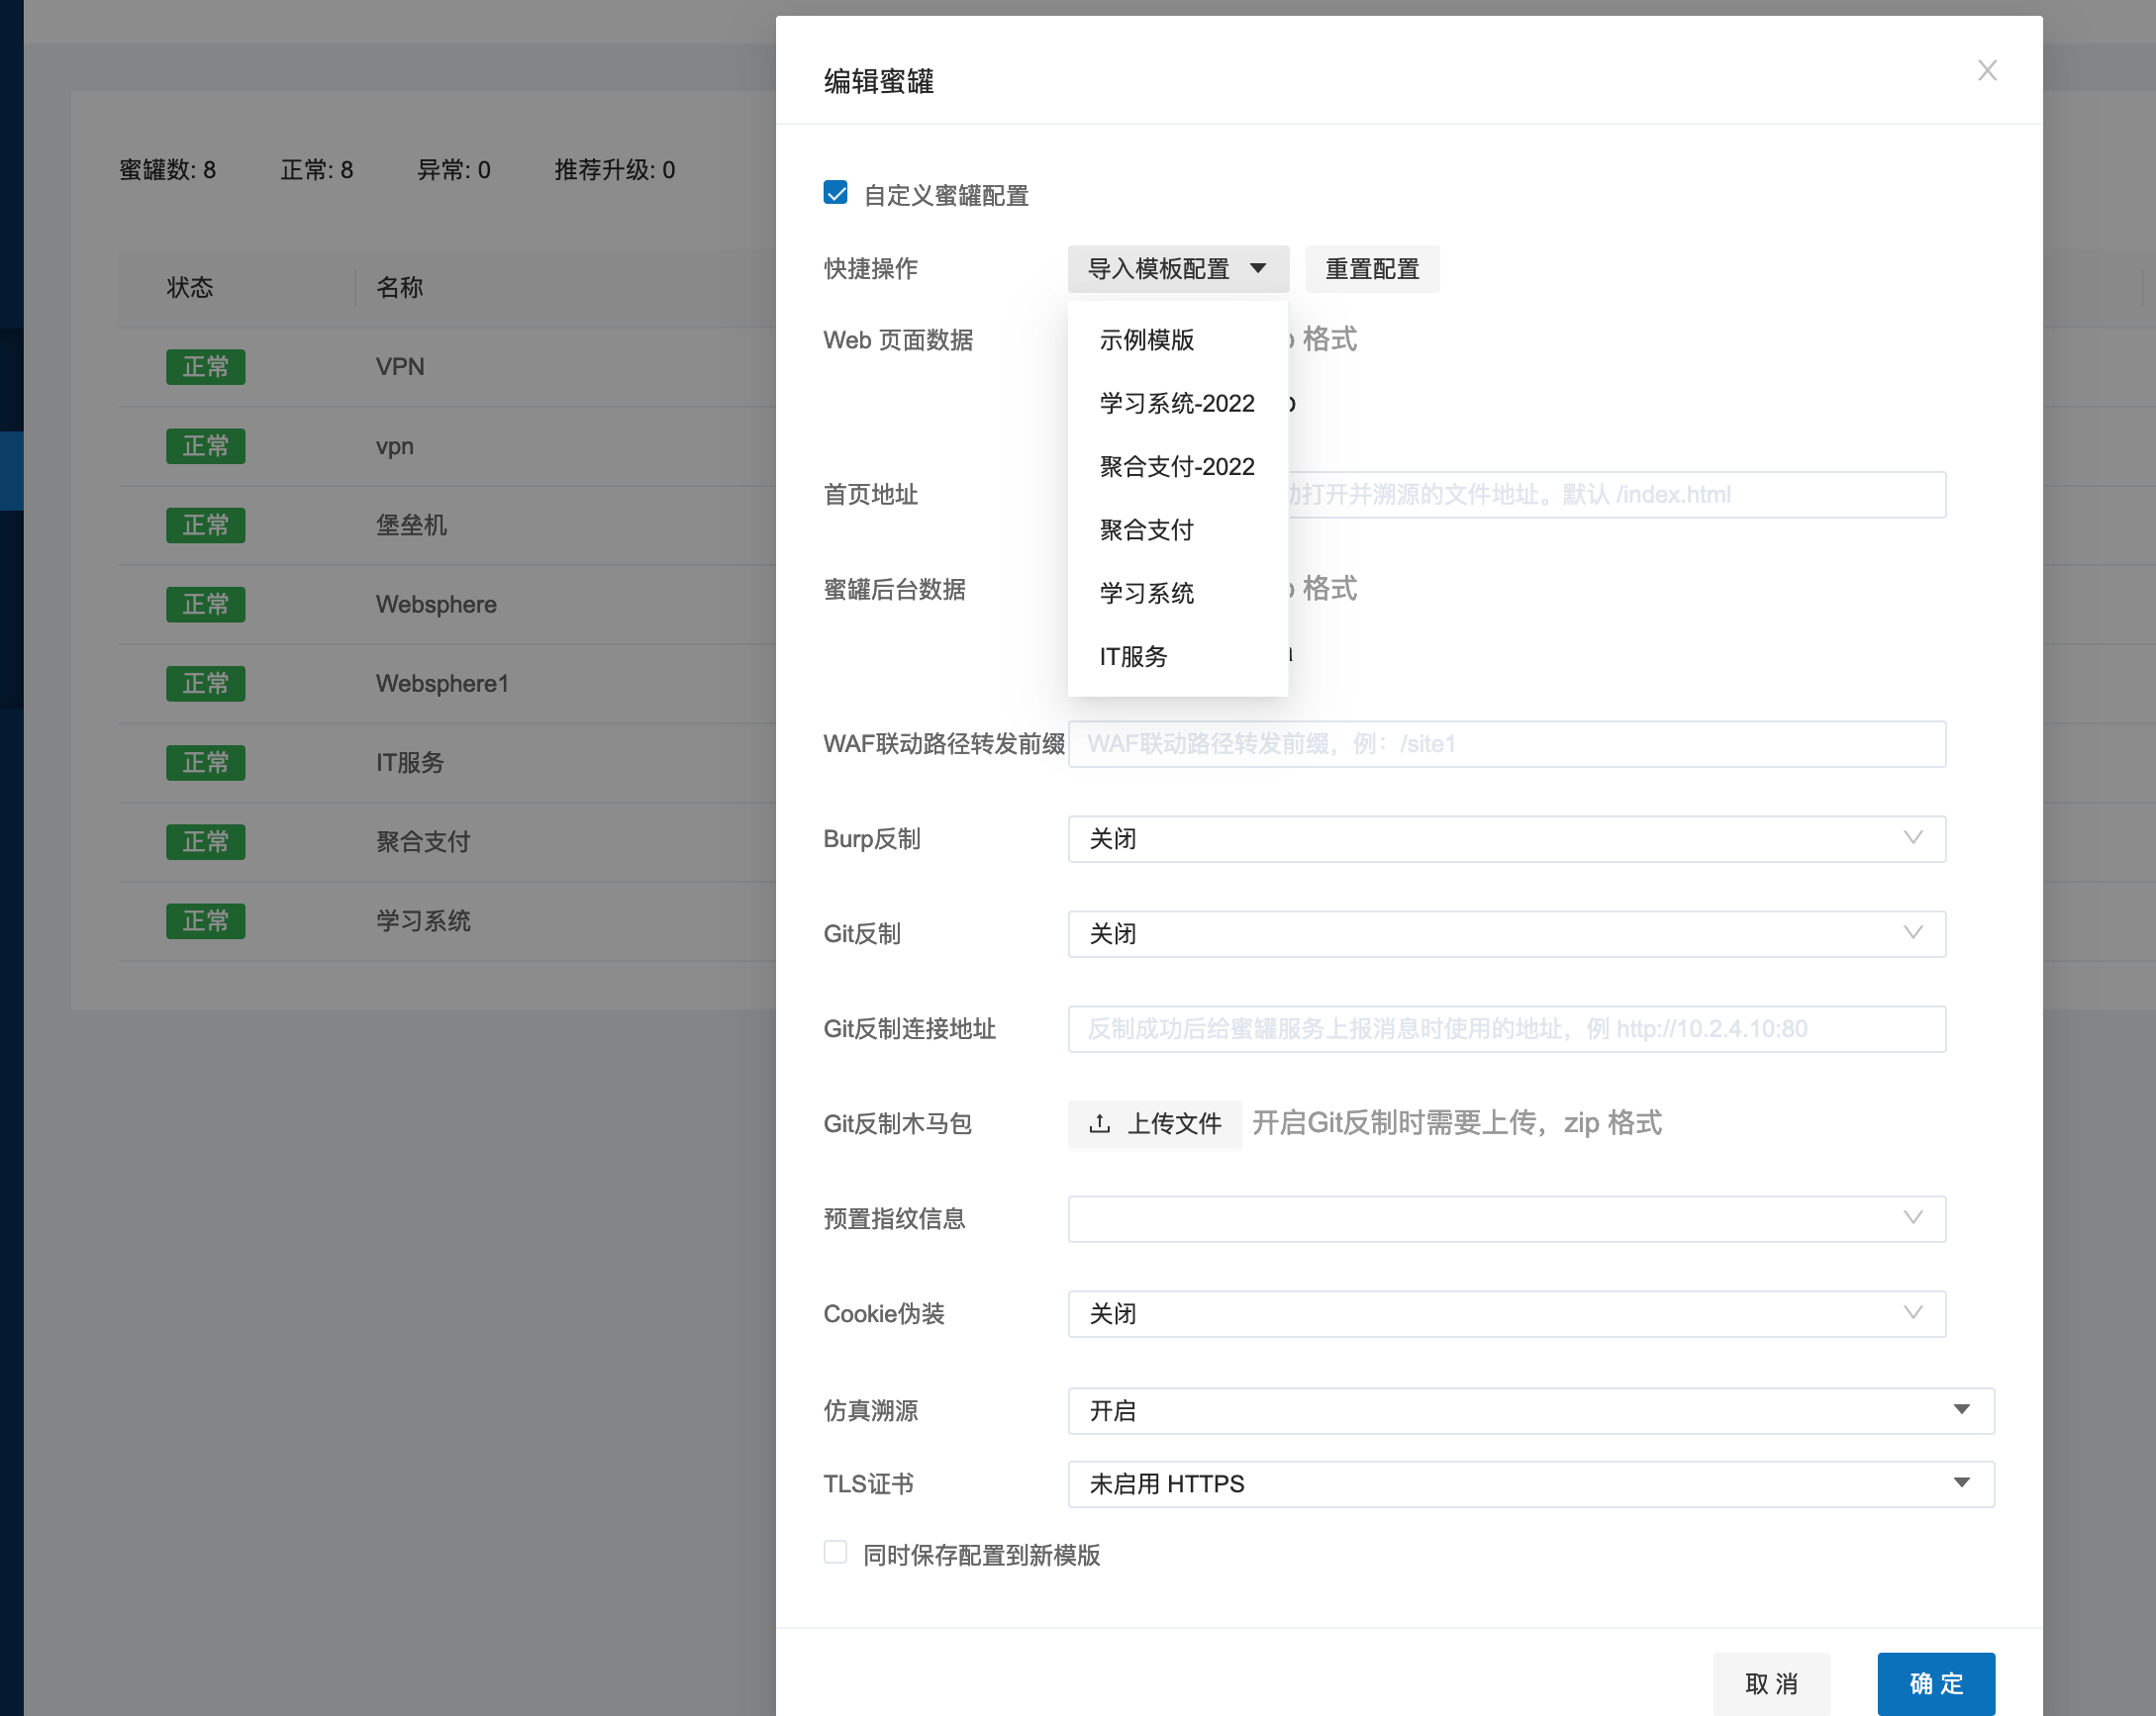 编辑蜜罐
蜜罐数: 8 正常: 8 异常: 0 推荐升级: 0
状态 名称
正常 VPN
正常 vpn
正常 堡垒机
正常 Websphere
正常 Websphere1
正常 IT服务
正常 聚合支付
正常 学习系统
自定义蜜罐配置
快捷操作 导入模板配置 重置配置
示例模版
学习系统-2022
聚合支付-2022
聚合支付
学习系统
IT服务
Web 页面数据 格式
首页地址 打开并溯源的文件地址。默认 /index.html
蜜罐后台数据 格式
WAF联动路径转发前缀 WAF联动路径转发前缀，例：/site1
Burp反制 关闭
Git反制 关闭
Git反制连接地址 反制成功后给蜜罐服务上报消息时使用的地址，例 http://10.2.4.10:80
Git反制木马包 上传文件 开启Git反制时需要上传，zip 格式
预置指纹信息
Cookie伪装 关闭
仿真溯源 开启
TLS证书 未启用 HTTPS
同时保存配置到新模版
取 消 确 定